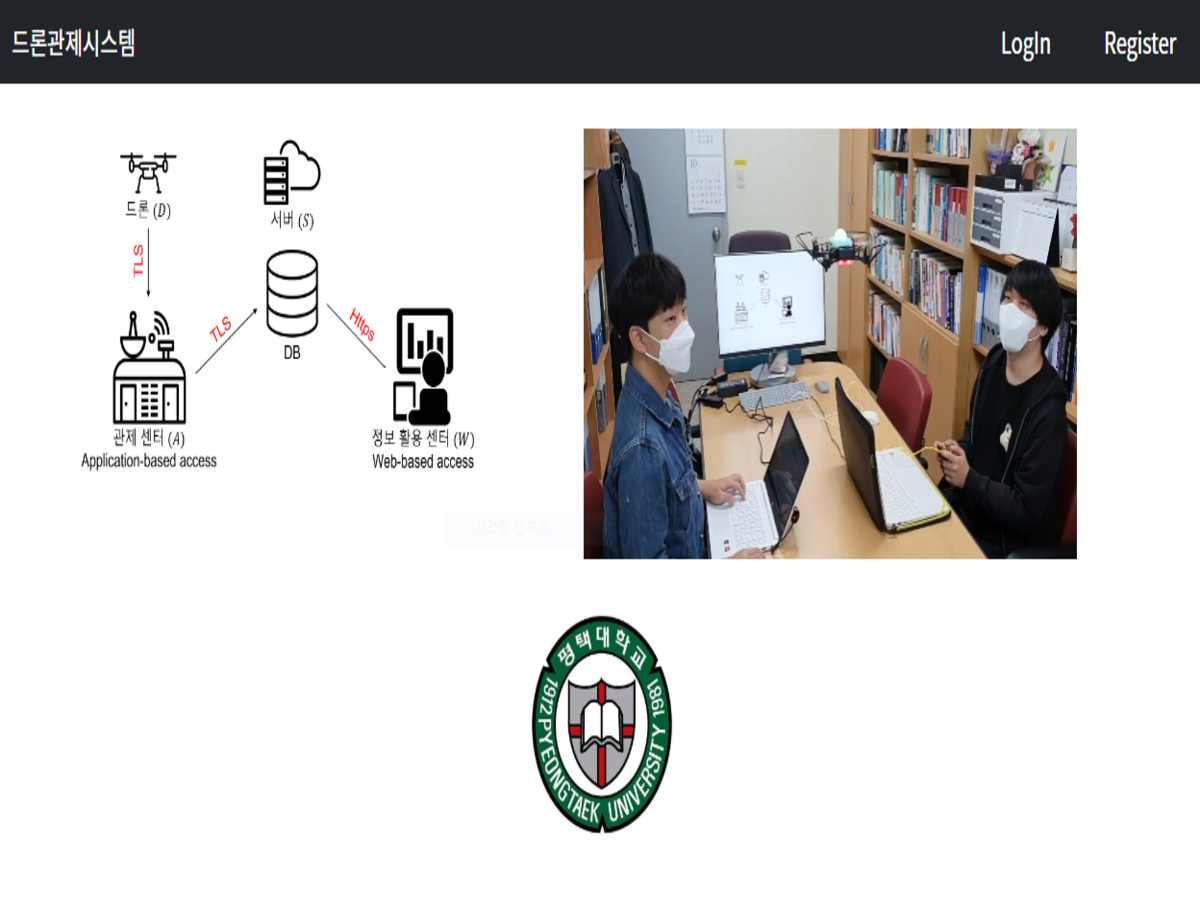 드론관제시스템
LogIn
Register
드론 (D)
서버 (S)
TLS
TLS
Https
DB
관제 센터 (A)
Application-based access
정보 활용 센터 (W)
Web-based access
평택대학교
1912 PYEONGTAEK UNIVERSITY 1981